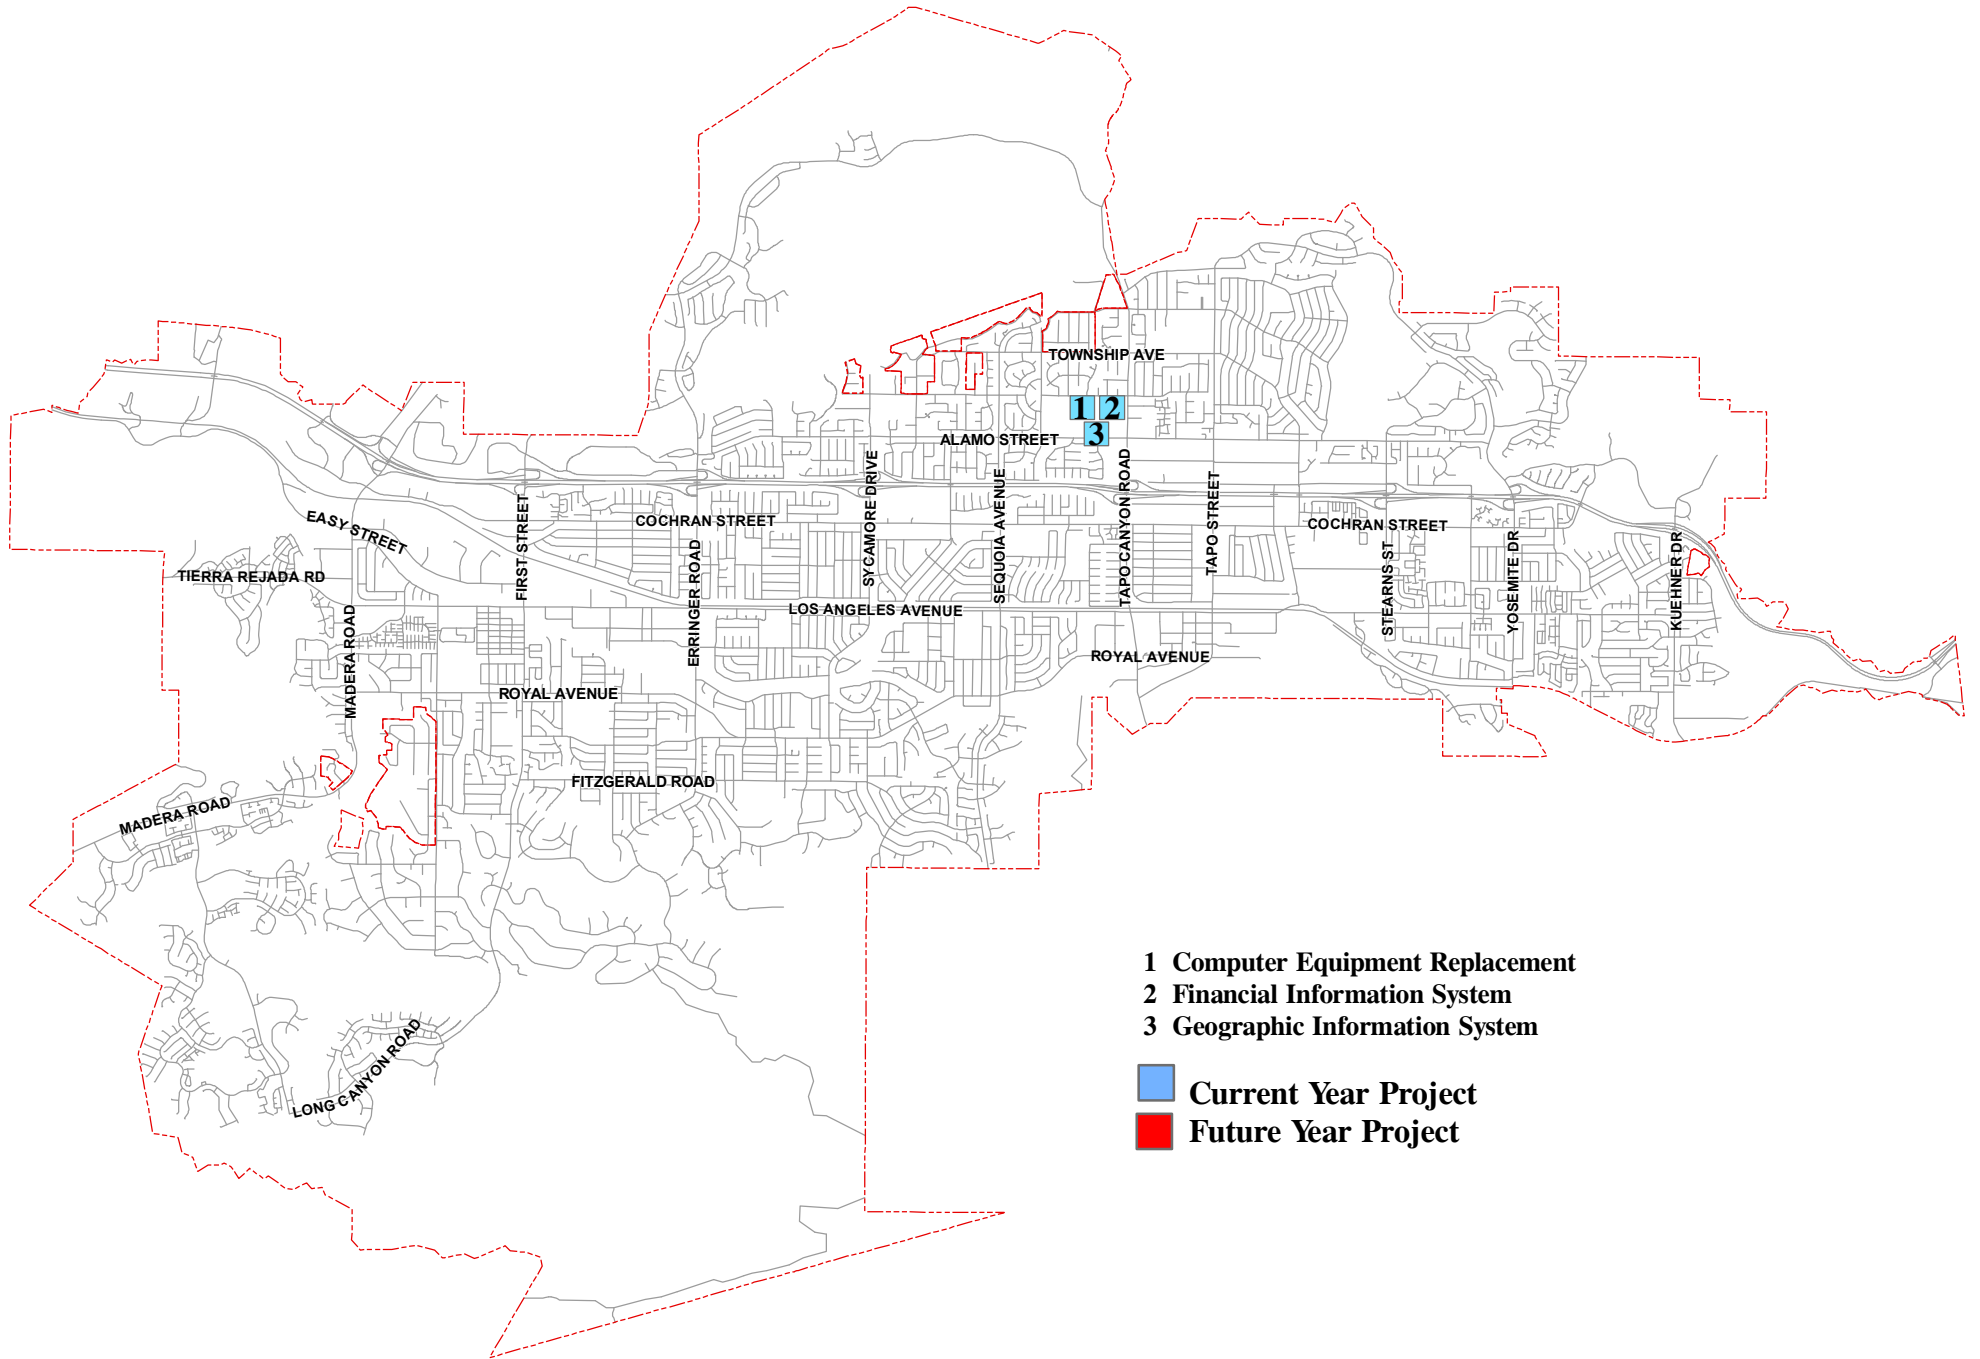 TOWNSHIP AVE
1 2
3
ALAMO STREET
SYCAMORE DRIVE
SEQUOIA AVENUE
TAPO CANYON ROAD
TAPO STREET
FIRST STREET
EASY STREET
COCHRAN STREET
COCHRAN STREET
ERRINGER ROAD
STEARNS ST
YOSEMITE DR
KUEHNER DR
TIERRA REJADA RD
LOS ANGELES AVENUE
MADERA ROAD
ROYAL AVENUE
ROYAL AVENUE
FITZGERALD ROAD
MADERA ROAD
LONG CANYON ROAD
1 Computer Equipment Replacement
2 Financial Information System
3 Geographic Information System
Current Year Project
Future Year Project